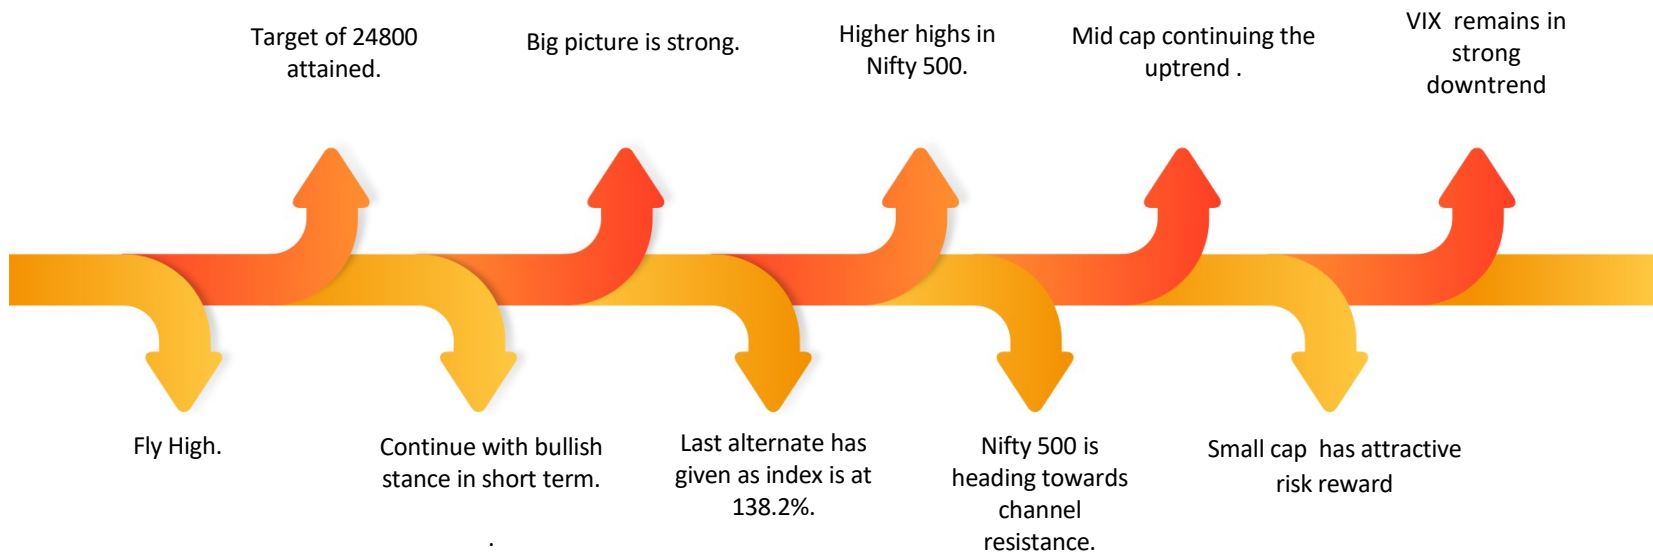 Target of 24800
attained.
Big picture is strong.
Higher highs in
Nifty 500.
Mid cap continuing the
uptrend .
VIX  remains in
strong
downtrend
Fly High.
Continue with bullish
stance in short term.
.
Last alternate has
given as index is at
138.2%.
Nifty 500 is
heading towards
channel
resistance.
Small cap  has attractive
risk reward